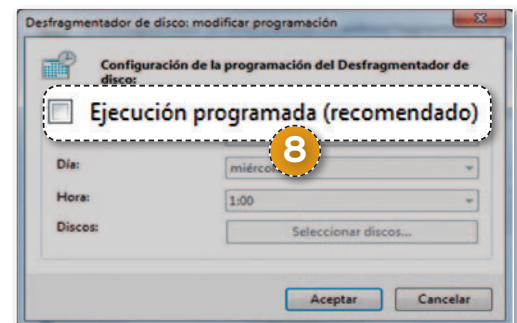 Desfragmentador de disco: modificar programación
Configuración de la programación del Desfragmentador de
disco:
Ejecución programada (recomendado)
8
Día:
Hora: 1:00
Discos: Seleccionar discos...
Aceptar Cancelar